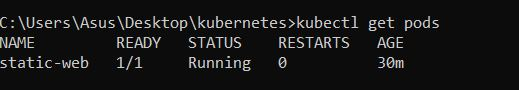 C:\Users\Asus\Desktop\kubernetes>kubectl get pods
NAME         READY   STATUS    RESTARTS   AGE
static-web   1/1     Running   0          30m